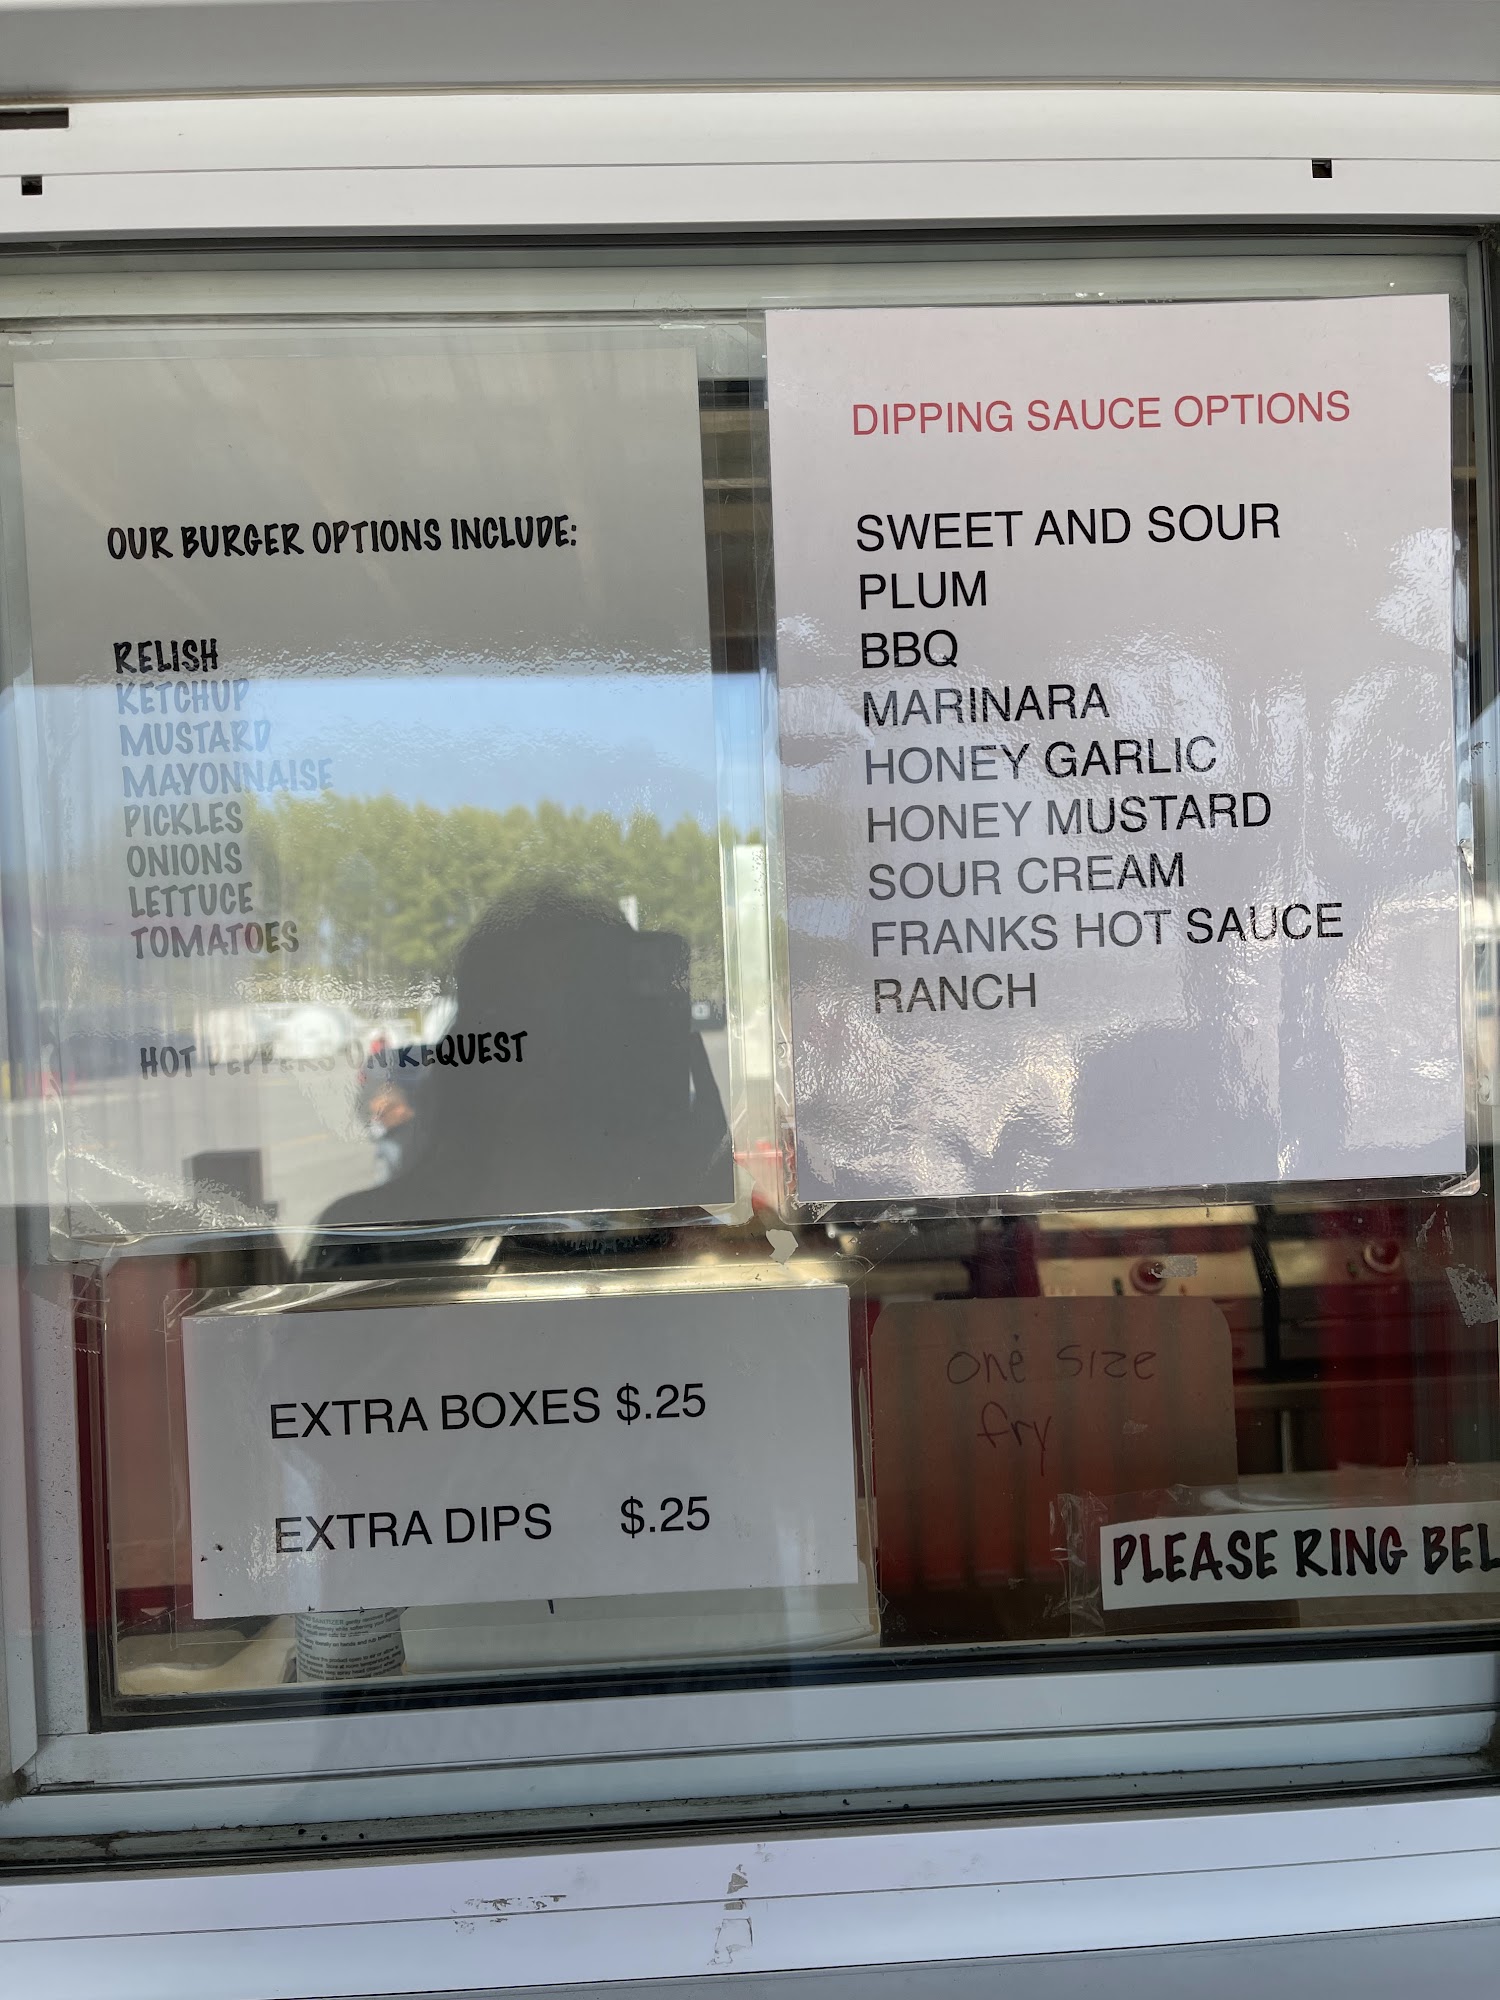 OUR BURGER OPTIONS INCLUDE:
RELISH
KETCHUP
MUSTARD
MAYONNAISE
PICKLES
ONIONS
LETTUCE
TOMATOES
HOT PEPPERS ON REQUEST
DIPPING SAUCE OPTIONS
SWEET AND SOUR
PLUM
BBQ
MARINARA
HONEY GARLIC
HONEY MUSTARD
SOUR CREAM
FRANKS HOT SAUCE
RANCH
EXTRA BOXES $.25
EXTRA DIPS $.25
one size
fry
PLEASE RING BEL